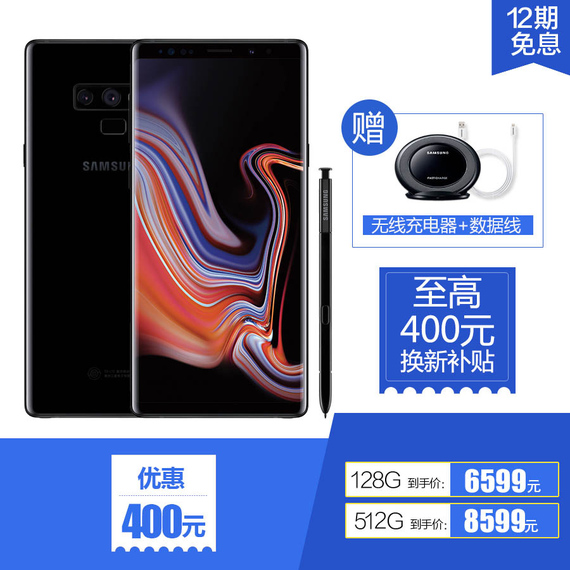 12期
免息
赠
SAMSUNG
SAMSUNG
SAMSUNG
无线充电器+数据线
至高
400元
换新补贴
优惠
400元
128G 到手价: 6599元
512G 到手价: 8599元